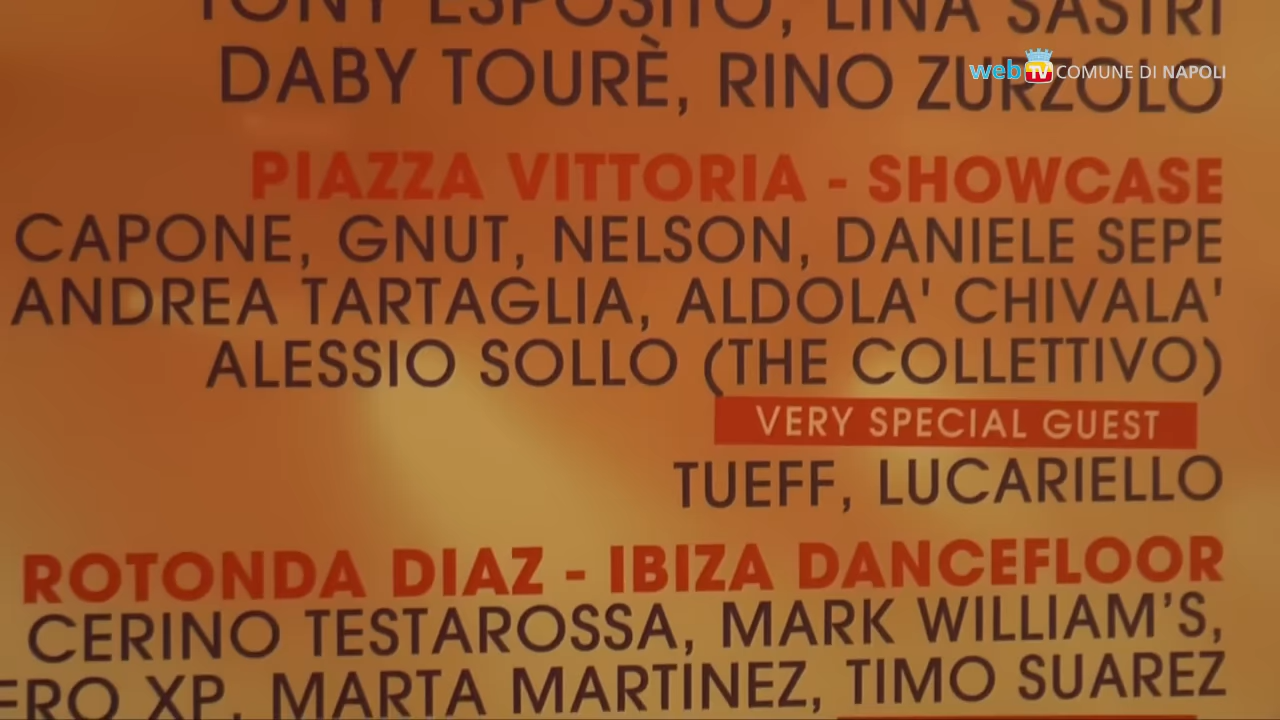 TONY ESPOSITO, LINA SASTRI
DABY TOURÈ, RINO ZURZOLO
web TV COMUNE DI NAPOLI
PIAZZA VITTORIA - SHOWCASE
CAPONE, GNUT, NELSON, DANIELE SEPE
ANDREA TARTAGLIA, ALDOLA' CHIVALA'
ALESSIO SOLLO (THE COLLETTIVO)
VERY SPECIAL GUEST
TUEFF, LUCARIELLO
ROTONDA DIAZ - IBIZA DANCEFLOOR
CERINO TESTAROSSA, MARK WILLIAM'S,
XP, MARTA MARTINEZ, TIMO SUAREZ